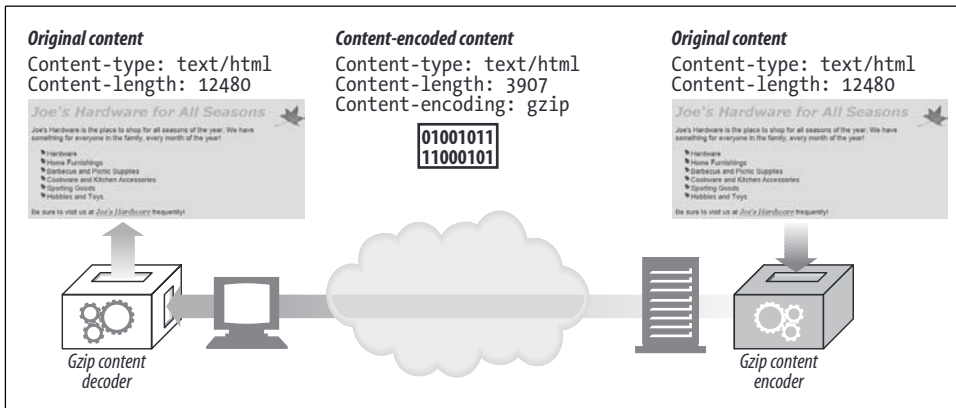 Original content
Content-type: text/html
Content-length: 12480
Joe's Hardware for All Seasons
Joe's Hardware is the place to shop for all seasons of the year. We have
something for everyone in the family, every month of the year!
Hardware
Home Furnishings
Barbecue and Picnic Supplies
Cookware and Kitchen Accessories
Sporting Goods
Hobbies and Toys
Be sure to visit us at Joe's Hardware frequently!
Gzip content
decoder
Content-encoded content
Content-type: text/html
Content-length: 3907
Content-encoding: gzip
01001011
11000101
Original content
Content-type: text/html
Content-length: 12480
Joe's Hardware for All Seasons
Joe's Hardware is the place to shop for all seasons of the year. We have
something for everyone in the family, every month of the year!
Hardware
Home Furnishings
Barbecue and Picnic Supplies
Cookware and Kitchen Accessories
Sporting Goods
Hobbies and Toys
Be sure to visit us at Joe's Hardware frequently!
Gzip content
encoder